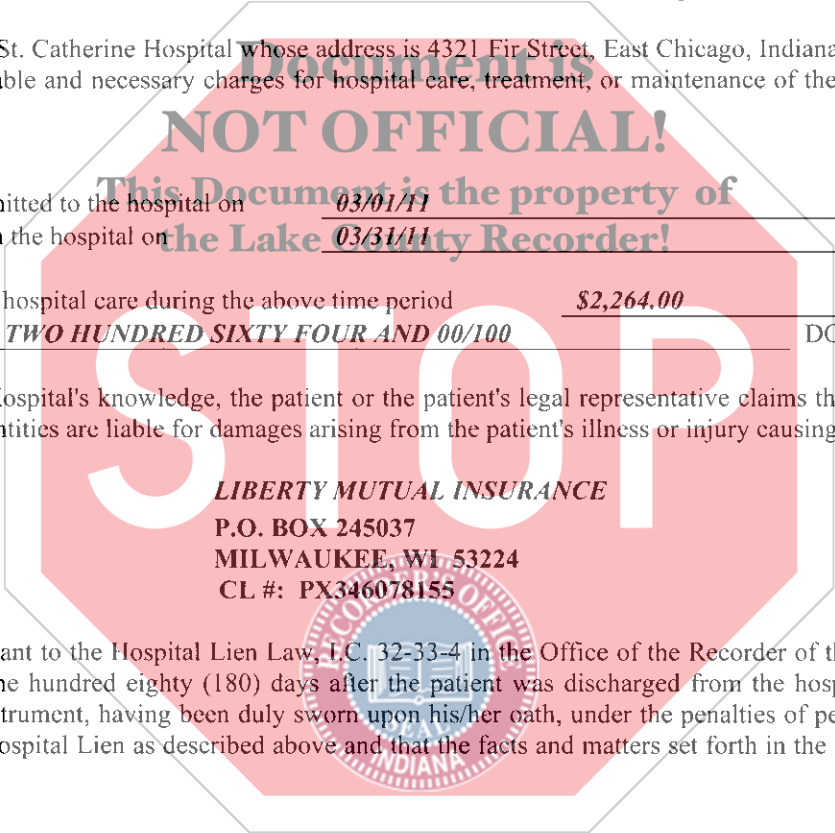 St. Catherine Hospital whose address is 4321 Fir Street, East Chicago, Indiana
Document is
able and necessary charges for hospital care, treatment, or maintenance of the
NOT OFFICIAL!
This Document is the property of
mitted to the hospital on 03/01/11
the hospital on 03/31/11
the Lake County Recorder!
hospital care during the above time period $2,264.00
TWO HUNDRED SIXTY FOUR AND 00/100 DO
STOP
Hospital's knowledge, the patient or the patient's legal representative claims th
ntities are liable for damages arising from the patient's illness or injury causing
LIBERTY MUTUAL INSURANCE
P.O. BOX 245037
MILWAUKEE, WI 53224
CL #: PX346078155
RECORDER'S OFFICE
ant to the Hospital Lien Law, I.C. 32-33-4 in the Office of the Recorder of th
ne hundred eighty (180) days after the patient was discharged from the hosp
trument, having been duly sworn upon his/her oath, under the penalties of pe
SEAL
ospital Lien as described above and that the facts and matters set forth in the
INDIANA